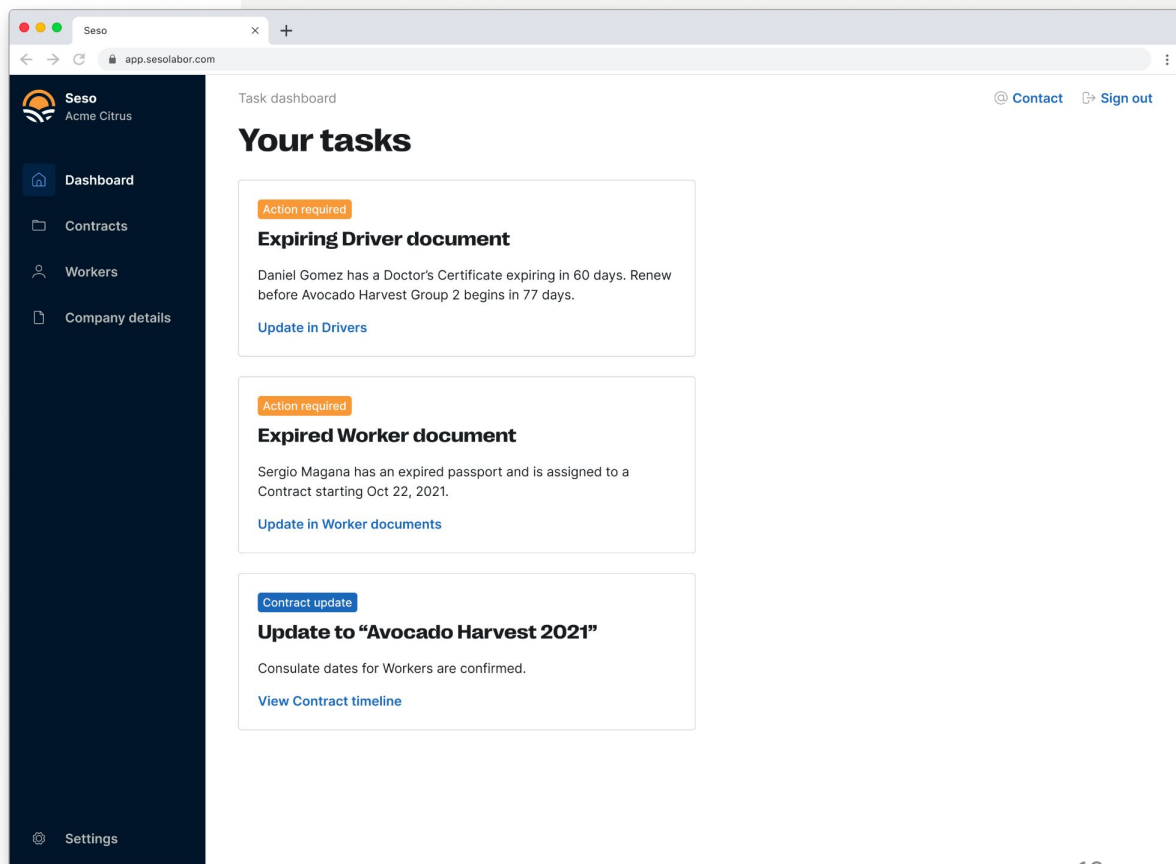 Seso
app.sesolabor.com
Seso
Acme Citrus
Dashboard
Contracts
Workers
Company details
Settings
Task dashboard
Contact
Sign out
Your tasks
Action required
Expiring Driver document
Daniel Gomez has a Doctor's Certificate expiring in 60 days. Renew
before Avocado Harvest Group 2 begins in 77 days.
Update in Drivers
Action required
Expired Worker document
Sergio Magana has an expired passport and is assigned to a
Contract starting Oct 22, 2021.
Update in Worker documents
Contract update
Update to “Avocado Harvest 2021”
Consulate dates for Workers are confirmed.
View Contract timeline